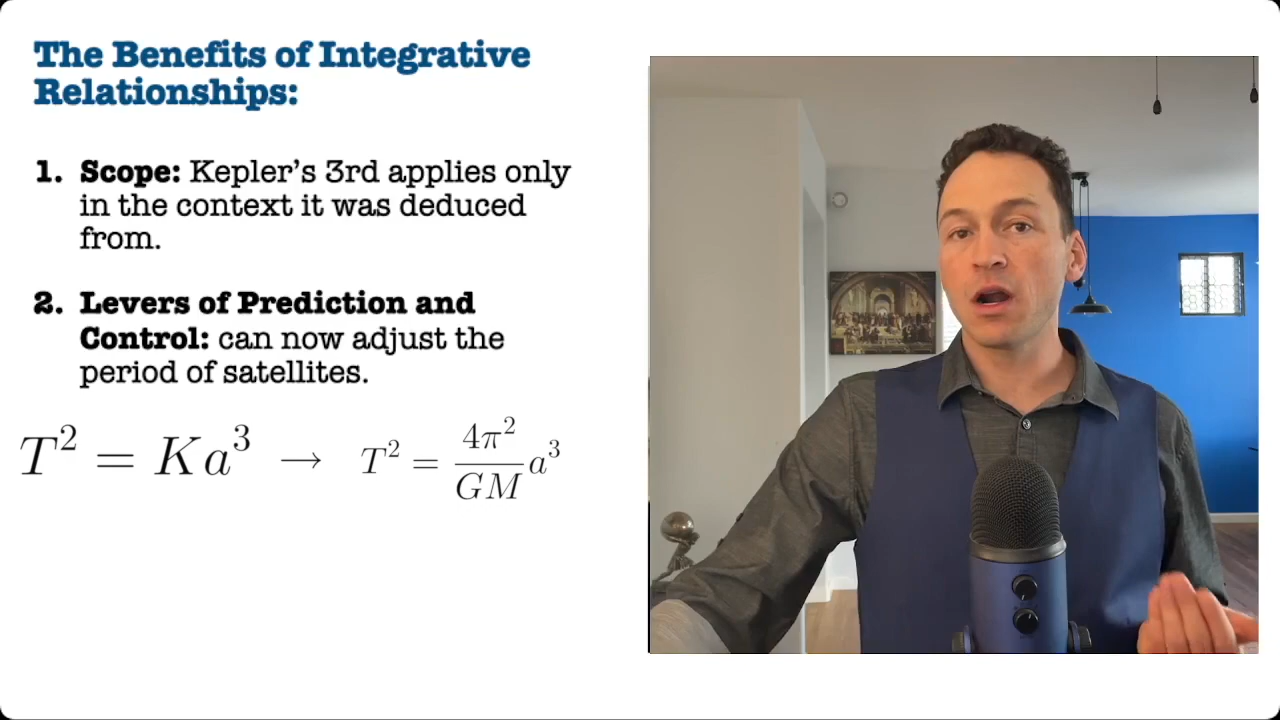 The Benefits of Integrative
Relationships:
1. Scope: Kepler's 3rd applies only
in the context it was deduced
from.
2. Levers of Prediction and
Control: can now adjust the
period of satellites.
T² = Ka³ → T² = 4π²/GM a³